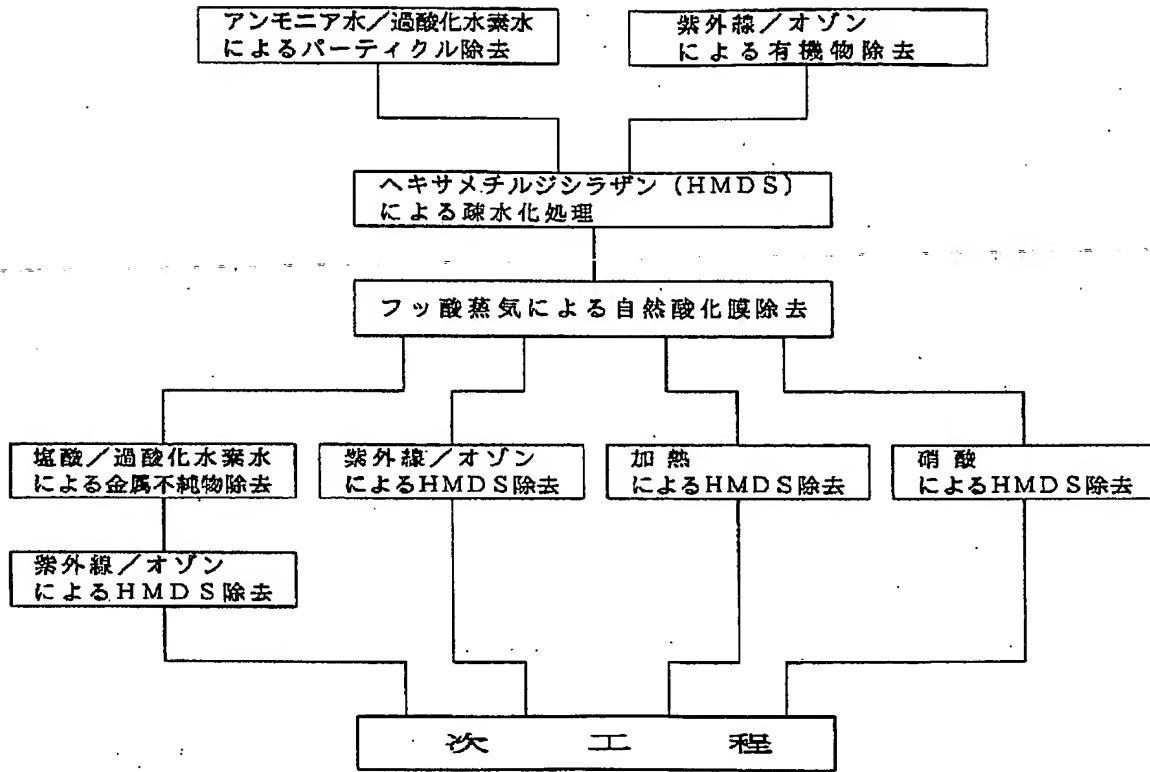 アンモニア水／過酸化水素水
によるパーティクル除去
紫外線／オゾン
による有機物除去
ヘキサメチルジシラザン（HMDS）
による疎水化処理
フッ酸蒸気による自然酸化膜除去
塩酸／過酸化水素水
による金属不純物除去
紫外線／オゾン
によるHMDS除去
加熱
によるHMDS除去
硝酸
によるHMDS除去
紫外線／オゾン
によるHMDS除去
次工程